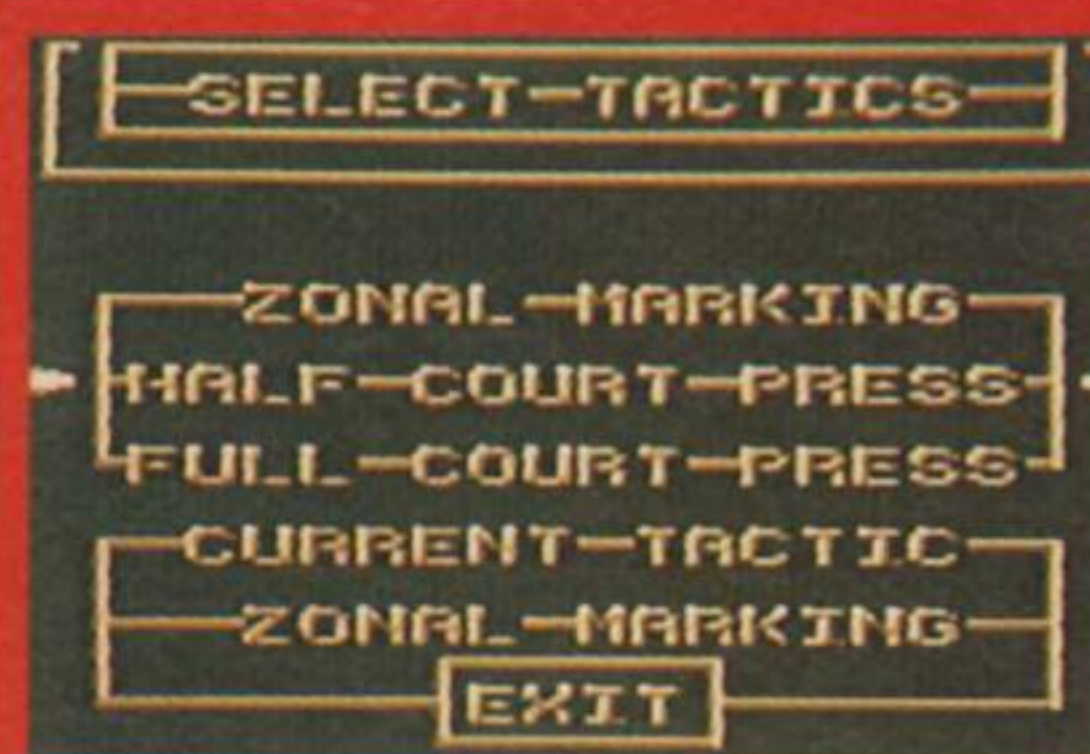 SELECT-TACTICS
ZONAL-MARKING
HALF-COURT-PRESS
FULL-COURT-PRESS
CURRENT-TACTIC
ZONAL-MARKING
EXIT